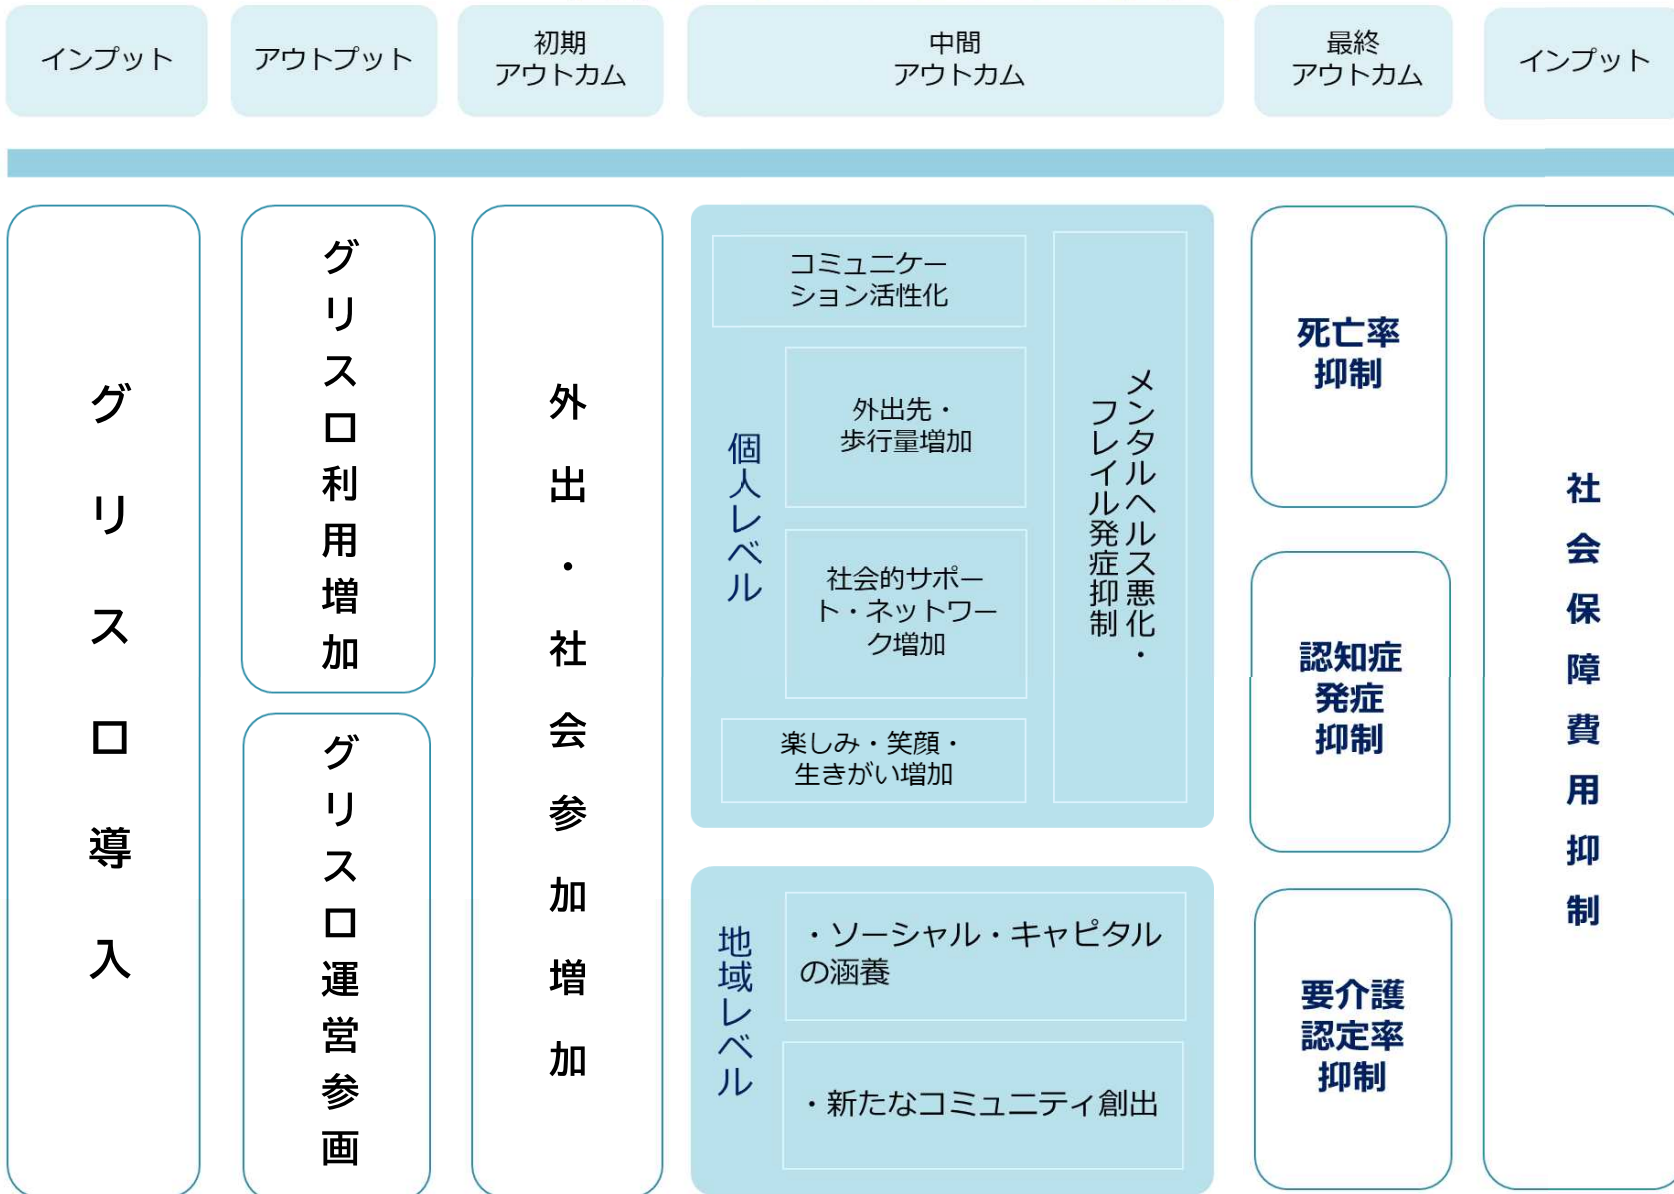 インプット
アウトプット
初期
アウトカム
中間
アウトカム
最終
アウトカム
インプット
グリスロ導入
グリスロ利用増加
グリスロ運営参画
外出・社会参加増加
個人レベル
コミュニケー
ション活性化
外出先・
歩行量増加
社会的サポー
ト・ネットワー
ク増加
楽しみ・笑顔・
生きがい増加
メンタルヘルス悪化・
フレイル発症抑制
地域レベル
・ソーシャル・キャピタル
の涵養
・新たなコミュニティ創出
死亡率
抑制
認知症
発症
抑制
要介護
認定率
抑制
社会保障費用抑制